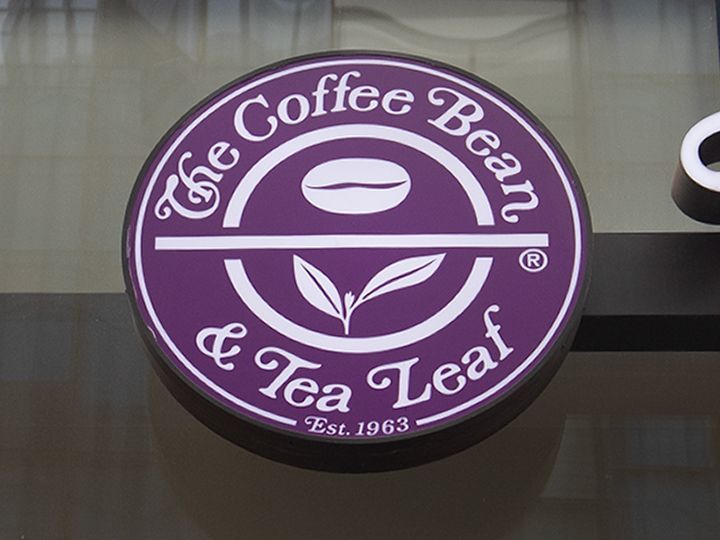 The Coffee Bean
®
& Tea Leaf
Est. 1963